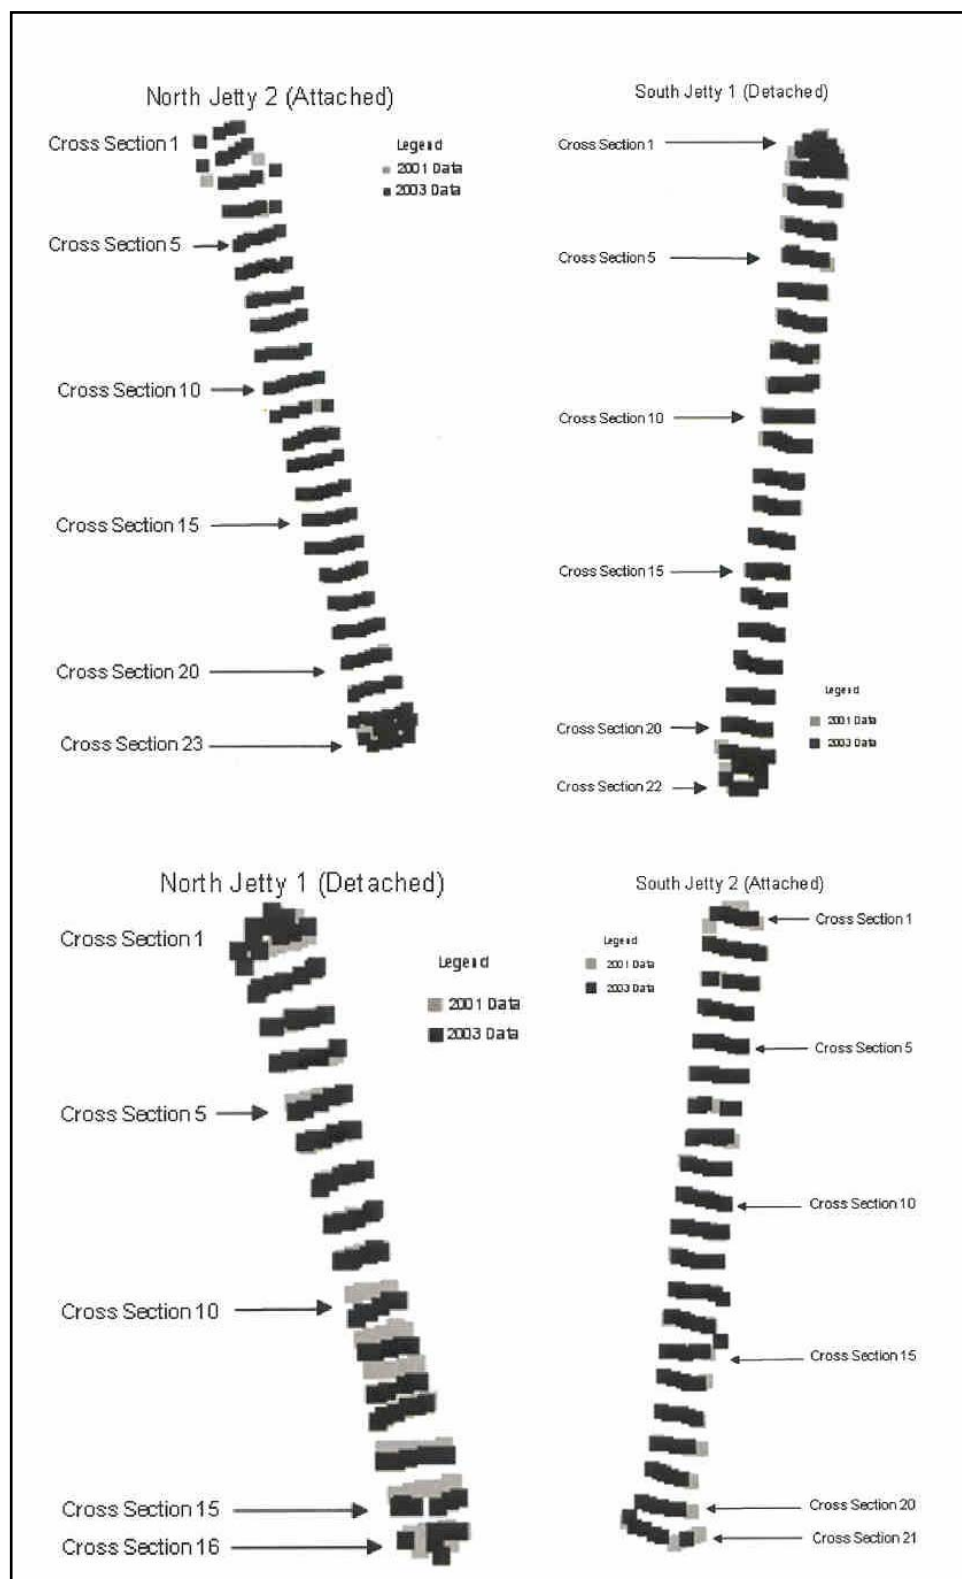 North Jetty 2 (Attached)
Cross Section 1
Legend
2001 Data
2003 Data
Cross Section 5
Cross Section 10
Cross Section 15
Cross Section 20
Cross Section 23
South Jetty 1 (Detached)
Cross Section 1
Cross Section 5
Cross Section 10
Cross Section 15
Legend
2001 Data
2003 Data
Cross Section 20
Cross Section 22
North Jetty 1 (Detached)
Cross Section 1
Legend
2001 Data
2003 Data
Cross Section 5
Cross Section 10
Cross Section 15
Cross Section 16
South Jetty 2 (Attached)
Cross Section 1
Legend
2001 Data
2003 Data
Cross Section 5
Cross Section 10
Cross Section 15
Cross Section 20
Cross Section 21